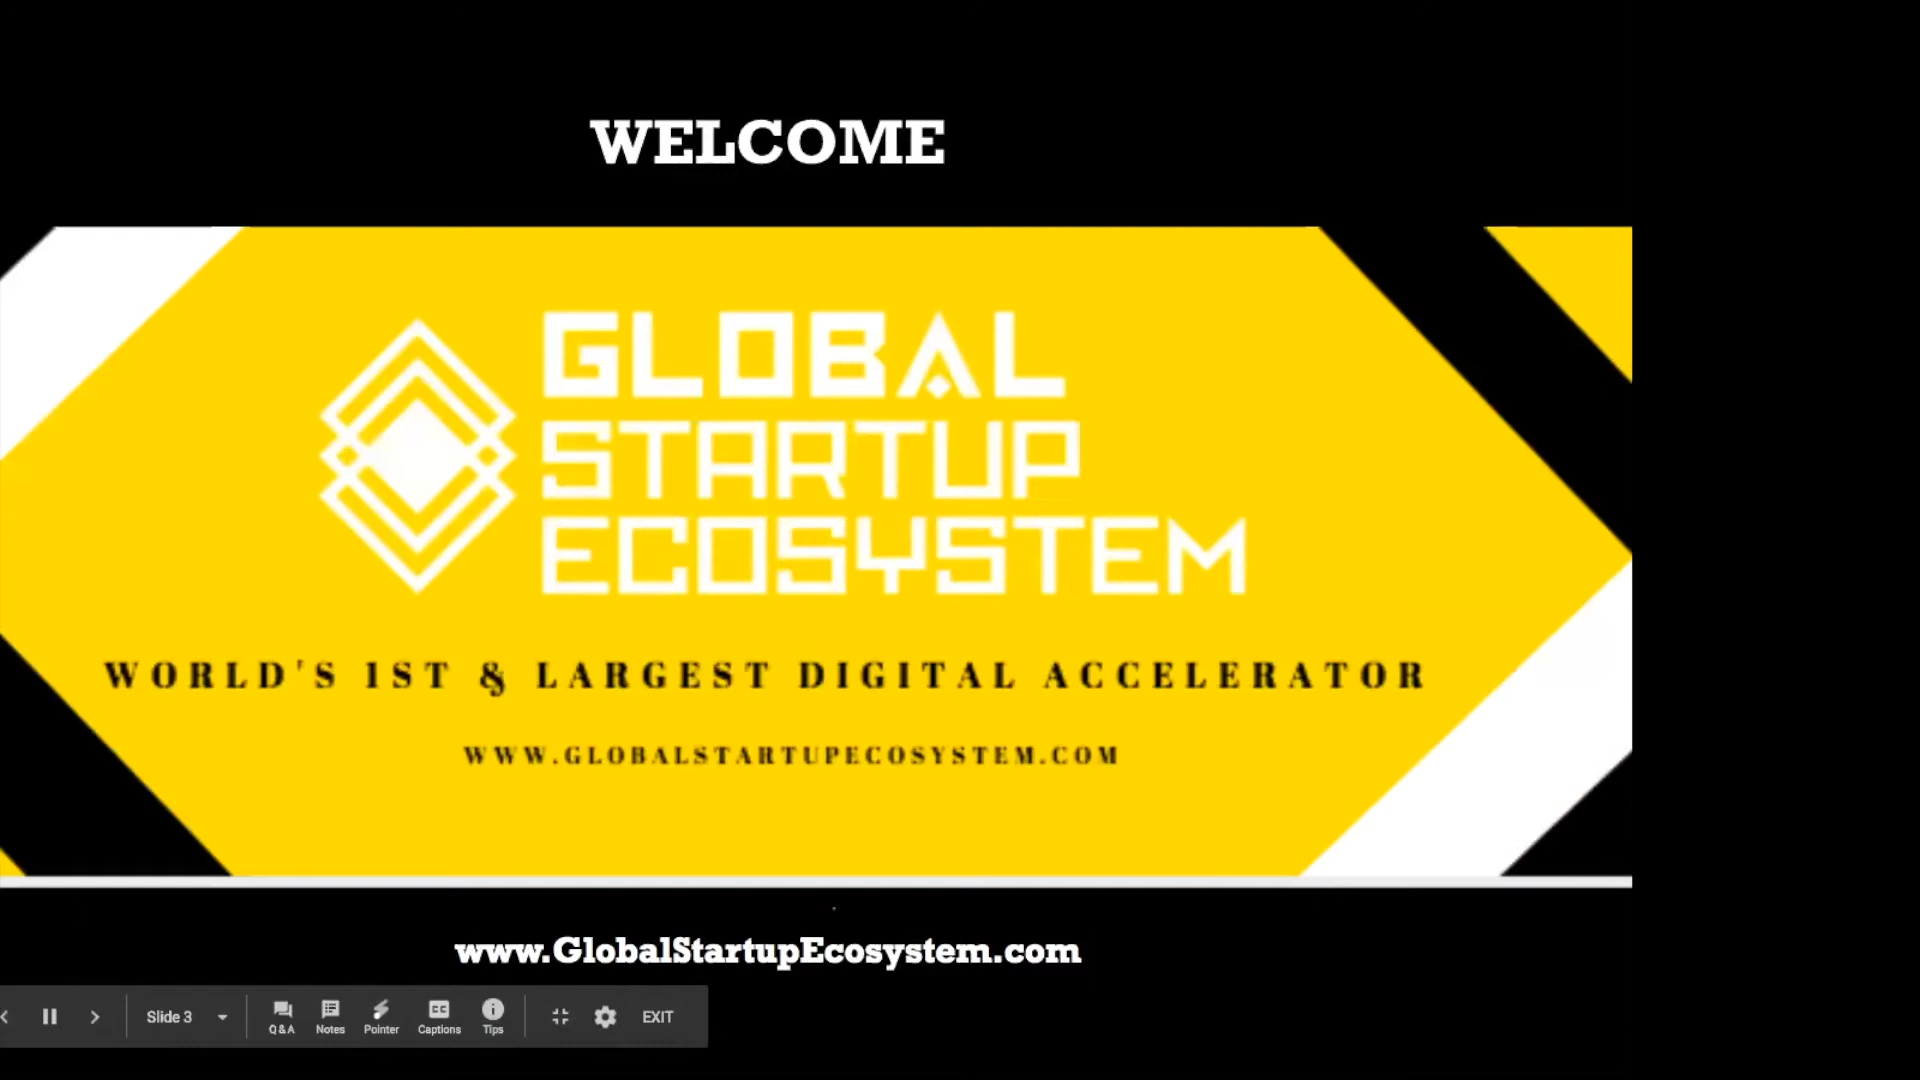 WELCOME
GLOBAL
STARTUP
ECOSYSTEM
WORLD'S 1ST & LARGEST DIGITAL ACCELERATOR
WWW.GLOBALSTARTUPECOSYSTEM.COM
www.GlobalStartupEcosystem.com
Slide 3
Q&A
Notes
Pointer
Captions
Tips
EXIT